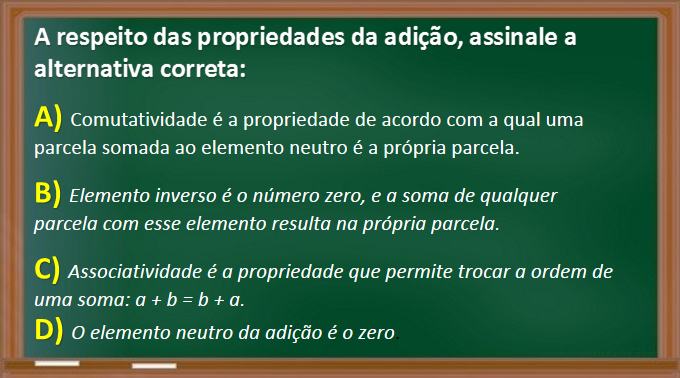 A respeito das propriedades da adição, assinale a
alternativa correta:
A) Comutatividade é a propriedade de acordo com a qual uma
parcela somada ao elemento neutro é a própria parcela.
B) Elemento inverso é o número zero, e a soma de qualquer
parcela com esse elemento resulta na própria parcela.
C) Associatividade é a propriedade que permite trocar a ordem de
uma soma: a + b = b + a.
D) O elemento neutro da adição é o zero.